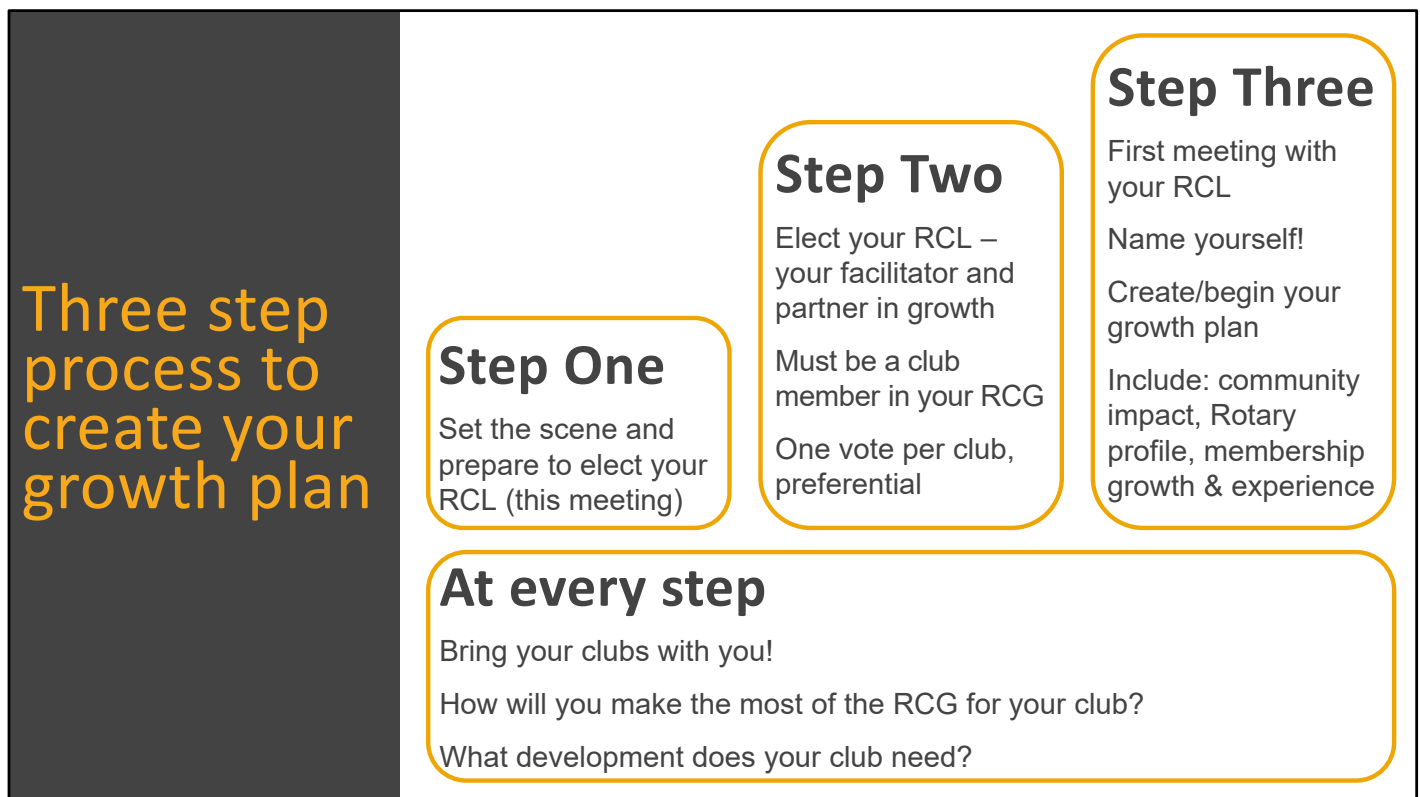 Three step
process to
create your
growth plan
Step One
Set the scene and
prepare to elect your
RCL (this meeting)
Step Two
Elect your RCL –
your facilitator and
partner in growth
Must be a club
member in your RCG
One vote per club,
preferential
Step Three
First meeting with
your RCL
Name yourself!
Create/begin your
growth plan
Include: community
impact, Rotary
profile, membership
growth & experience
At every step
Bring your clubs with you!
How will you make the most of the RCG for your club?
What development does your club need?